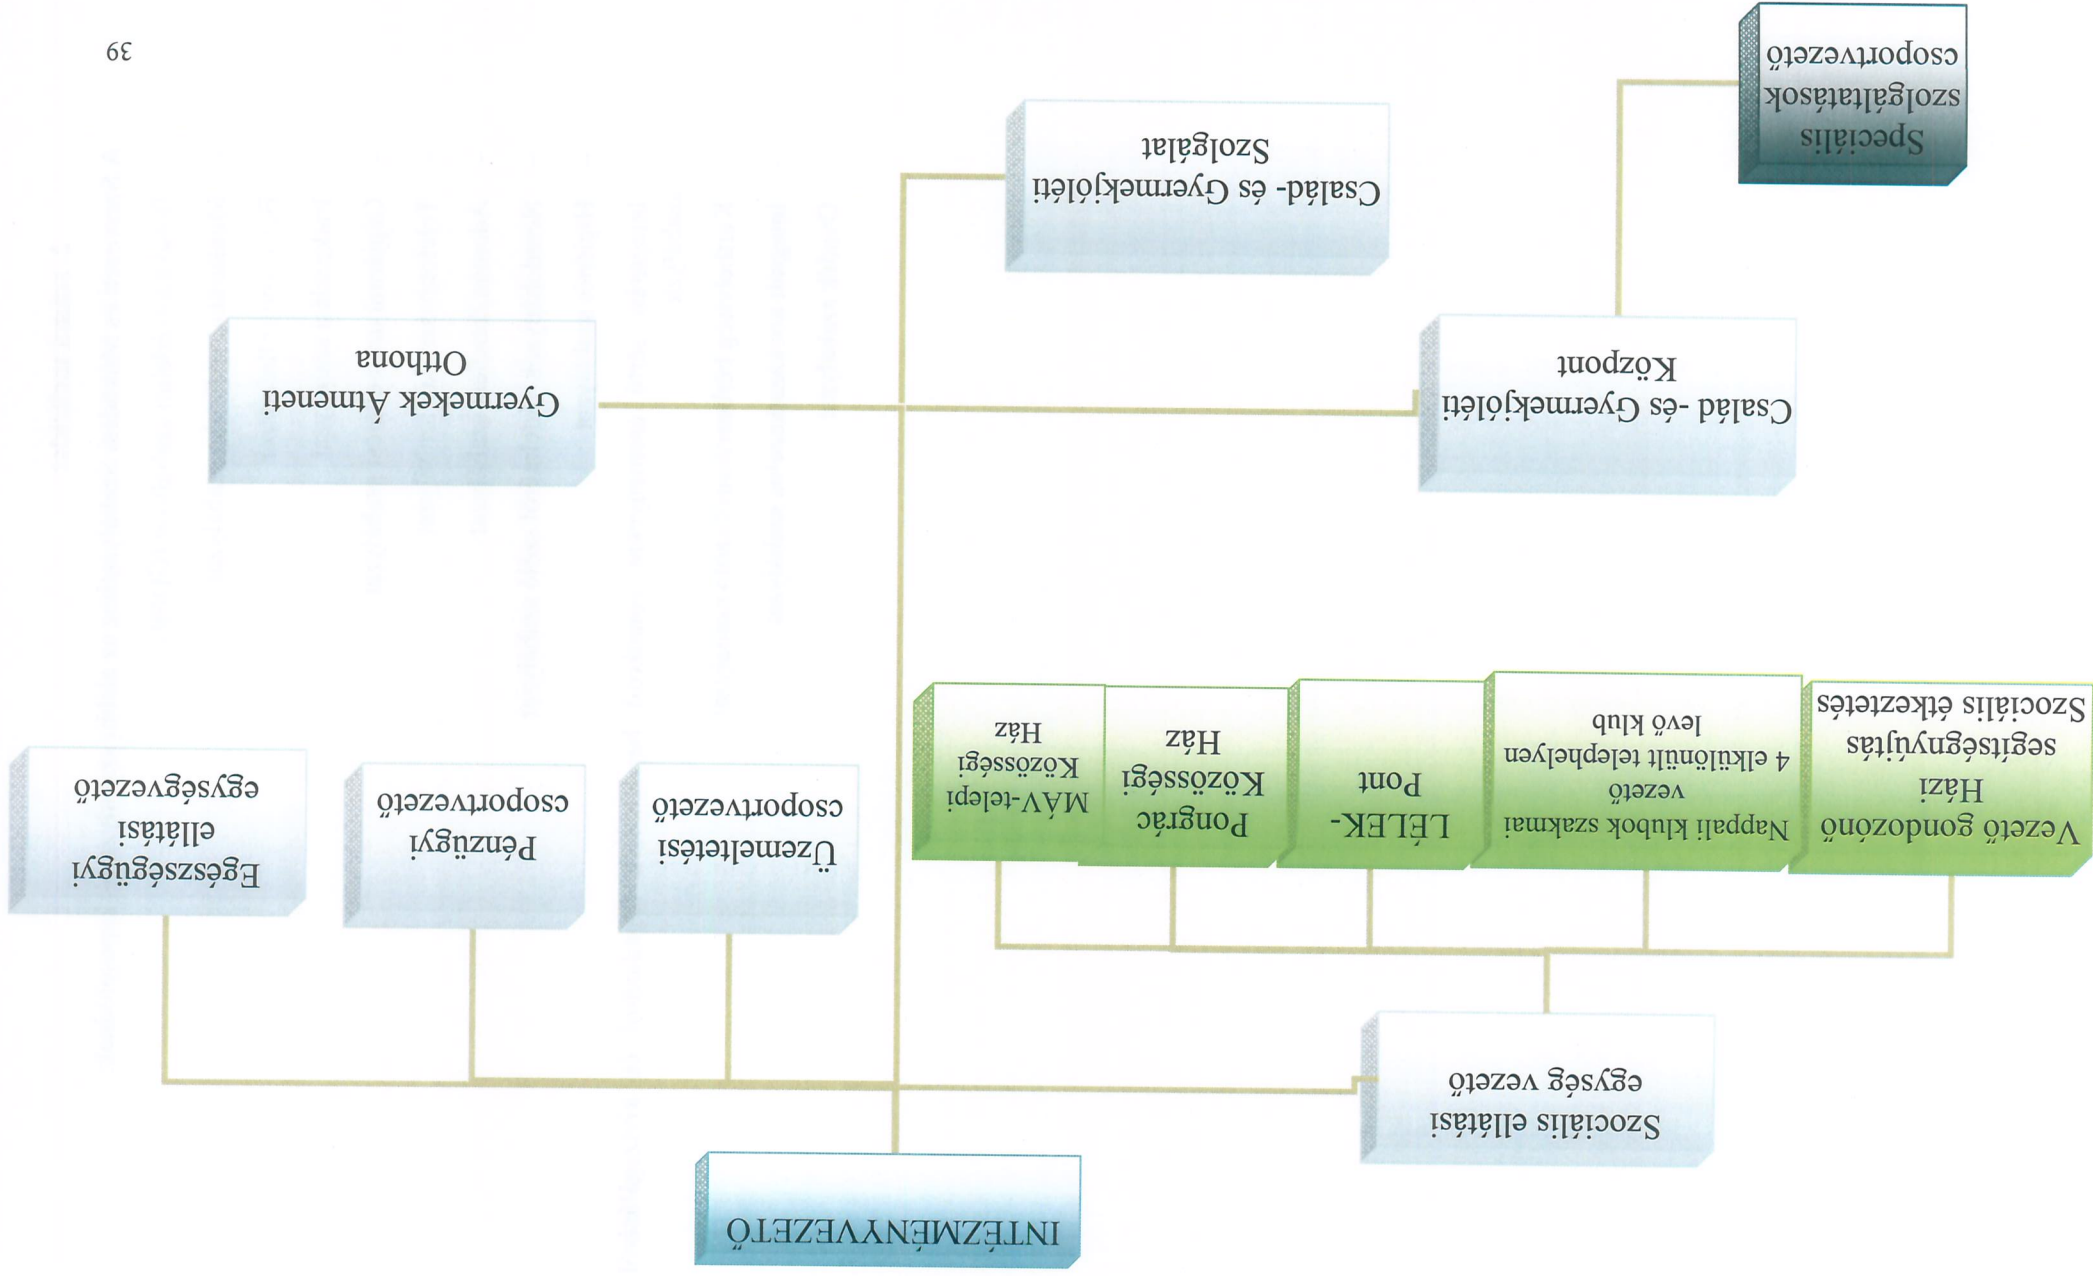 INTÉZMÉNYVEZETŐ
Szociális ellátási
egység vezető
Vezető gondozónő
Házi
segítségnyújtás
Szociális étkeztetés
Nappali klubok szakmai
vezető
4 elkülönült telephelyen
levő klub
LÉLEK-
Pont
Pongrác
Közösségi
Ház
MÁV-telepi
Közösségi
Ház
Üzemeltetési
csoportvezető
Pénzügyi
csoportvezető
Egészségügyi
ellátási
egységvezető
Család -és Gyermekjóléti
Központ
Gyermekek Átmeneti
Otthona
Család- és Gyermekjóléti
Szolgálat
Speciális
szolgáltatások
csoportvezető
39